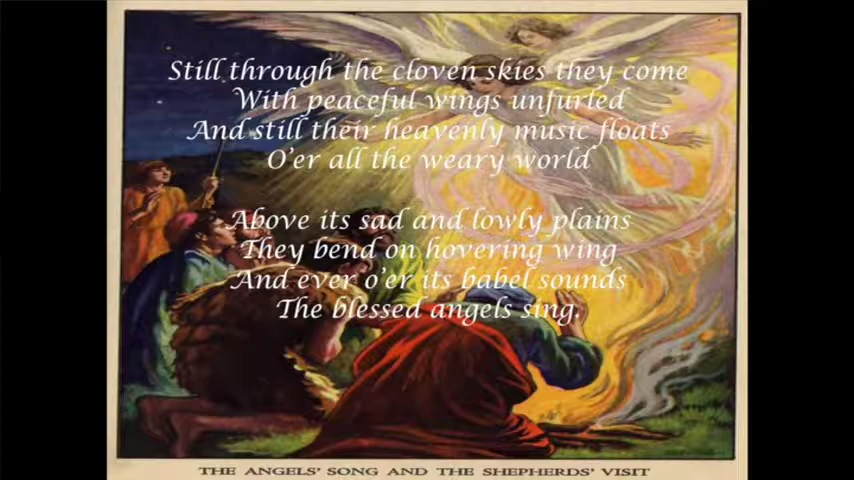 Still through the cloven skies they come
With peaceful wings unfurled
And still their heavenly music floats
O'er all the weary world
Above its sad and lowly plains
They bend on hovering wing
And ever o'er its babel sounds
The blessed angels sing.
THE ANGELS' SONG AND THE SHEPHERDS' VISIT